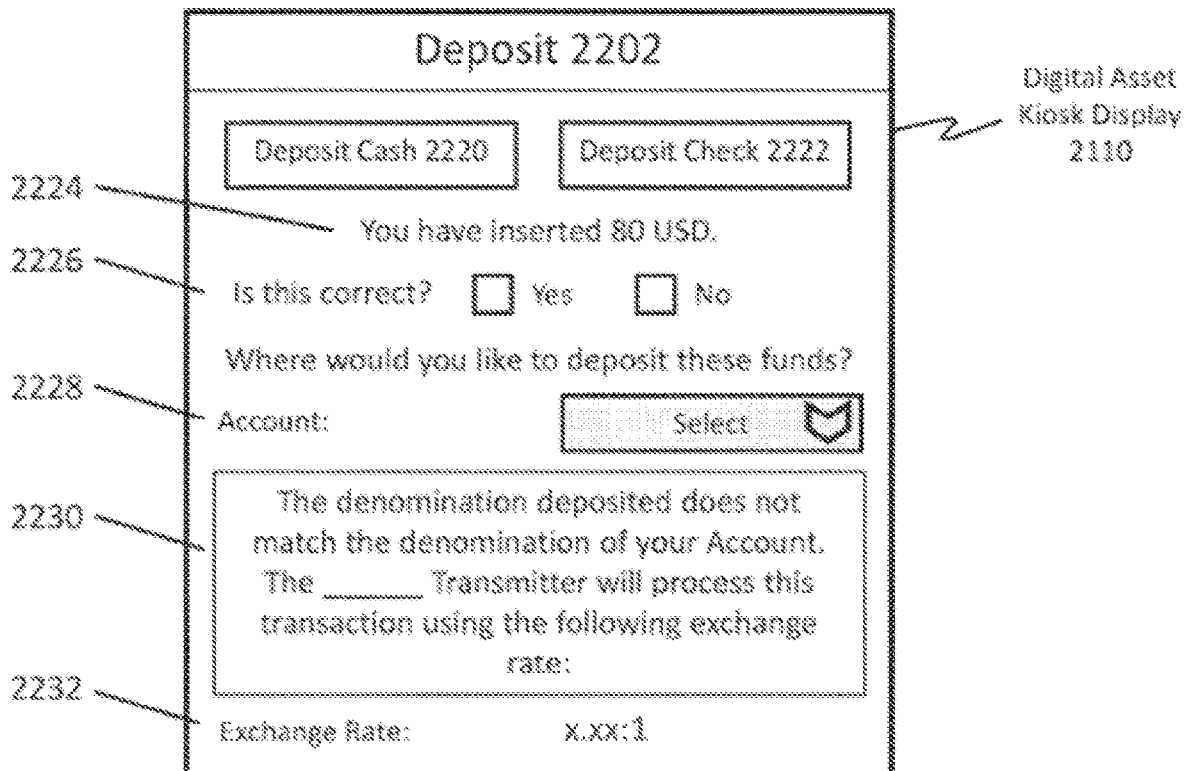 Deposit 2202
Digital Asset
Kiosk Display
2110
Deposit Cash 2220
Deposit Check 2222
2224
You have inserted 80 USD.
2226
Is this correct? Yes No
Where would you like to deposit these funds?
2228
Account: Select
2230
The denomination deposited does not
match the denomination of your Account.
The ______ Transmitter will process this
transaction using the following exchange
rate:
2232
Exchange Rate: x.xx:1